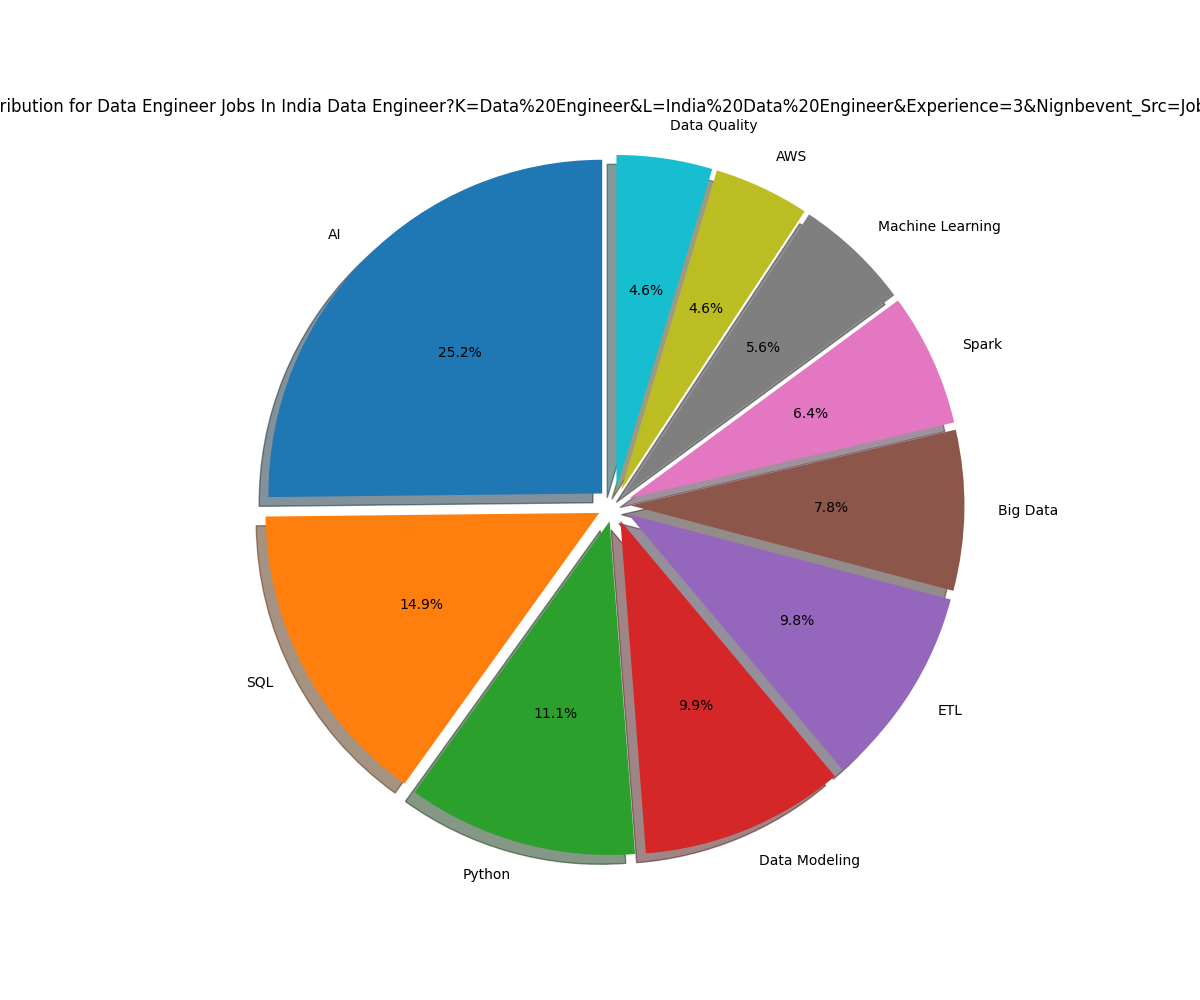 ribution for Data Engineer Jobs In India Data Engineer?K=Data%20Engineer&L=India%20Data%20Engineer&Experience=3&Nignbevent_Src=Job
Data Quality
AWS
Machine Learning
AI
Spark
Big Data
SQL
ETL
Data Modeling
Python
4.6%
4.6%
5.6%
25.2%
6.4%
7.8%
14.9%
9.8%
9.9%
11.1%